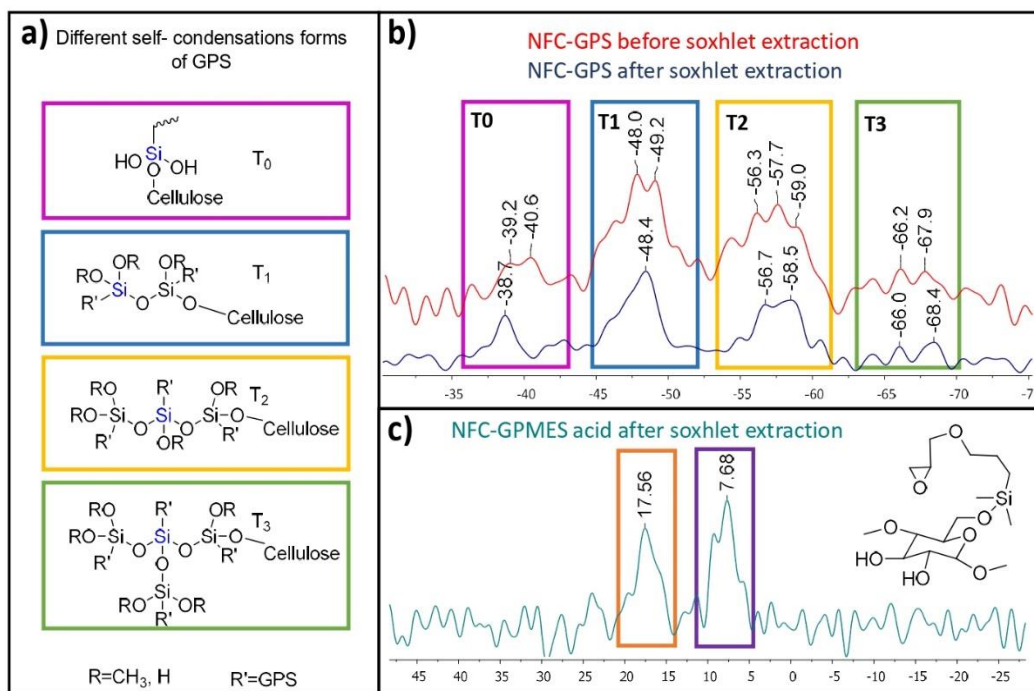 a) Different self- condensations forms
of GPS
HO Si OH
O
Cellulose
T0
OR OR
RO R'
Si Si
R' O O
Cellulose
T1
RO R' OR
RO Si Si Si O
R' O OR O R' Cellulose
T2
RO R' OR
RO Si Si Si O
R' O O O R' Cellulose
Si
RO OR
R'
T3
R=CH3, H R'=GPS
b)
NFC-GPS before soxhlet extraction
NFC-GPS after soxhlet extraction
T0 T1 T2 T3
-39.2 -40.6 -48.0 -49.2 -56.3 -57.7 -59.0 -66.2 -67.9
-38.7 -48.4 -56.7 -58.5 -66.0 -68.4
-35 -40 -45 -50 -55 -60 -65 -70 -75
c)
NFC-GPMES acid after soxhlet extraction
17.56 7.68
O
O
Si
O
O
O
HO
HO O
45 40 35 30 25 20 15 10 5 0 -5 -10 -15 -20 -25